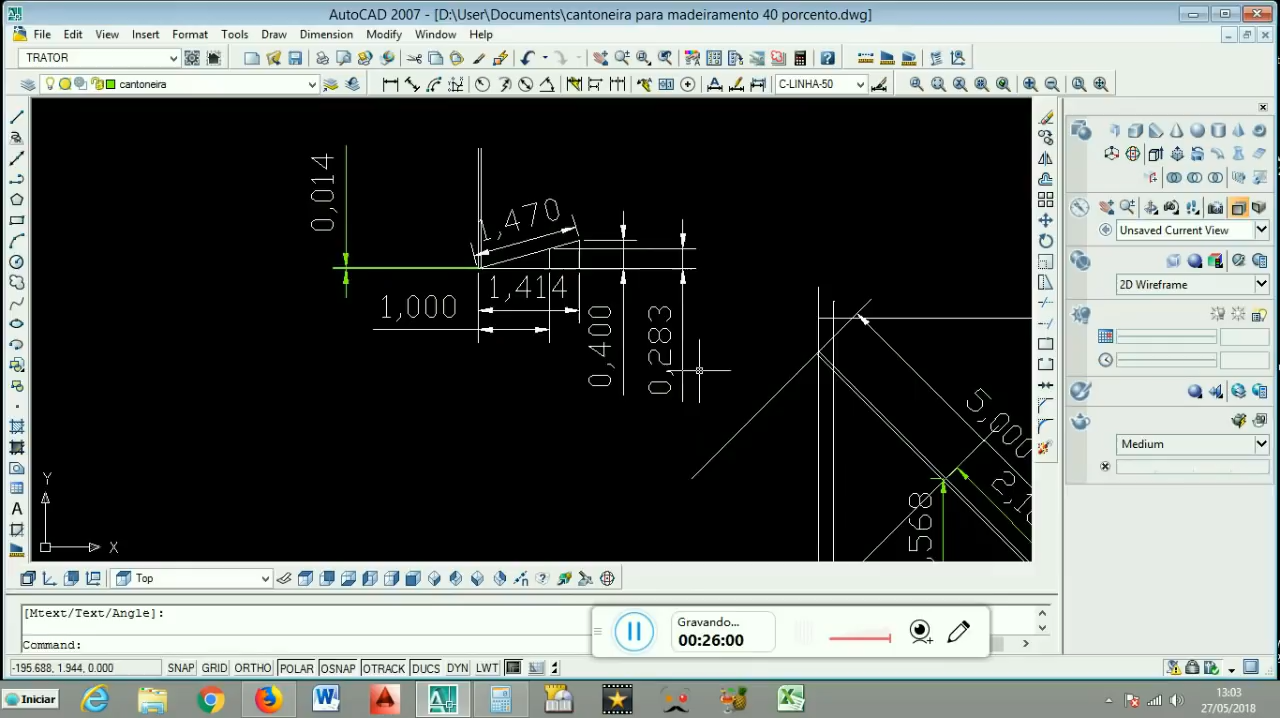 AutoCAD 2007 - [D:\User\Documents\cantoneira para madeiramento 40 porcento.dwg]
File Edit View Insert Format Tools Draw Dimension Modify Window Help
TRATOR
cantoneira
C-LINHA-50
0,014
1,470
1,414
1,000
0,400
0,283
5,000
,568
Y
X
Unsaved Current View
2D Wireframe
Medium
Top
[Mtext/Text/Angle]:
Command:
Gravando...
00:26:00
-195.688, 1.944, 0.000
SNAP GRID ORTHO POLAR OSNAP OTRACK DUCS DYN LWT
Iniciar
13:03
27/05/2018